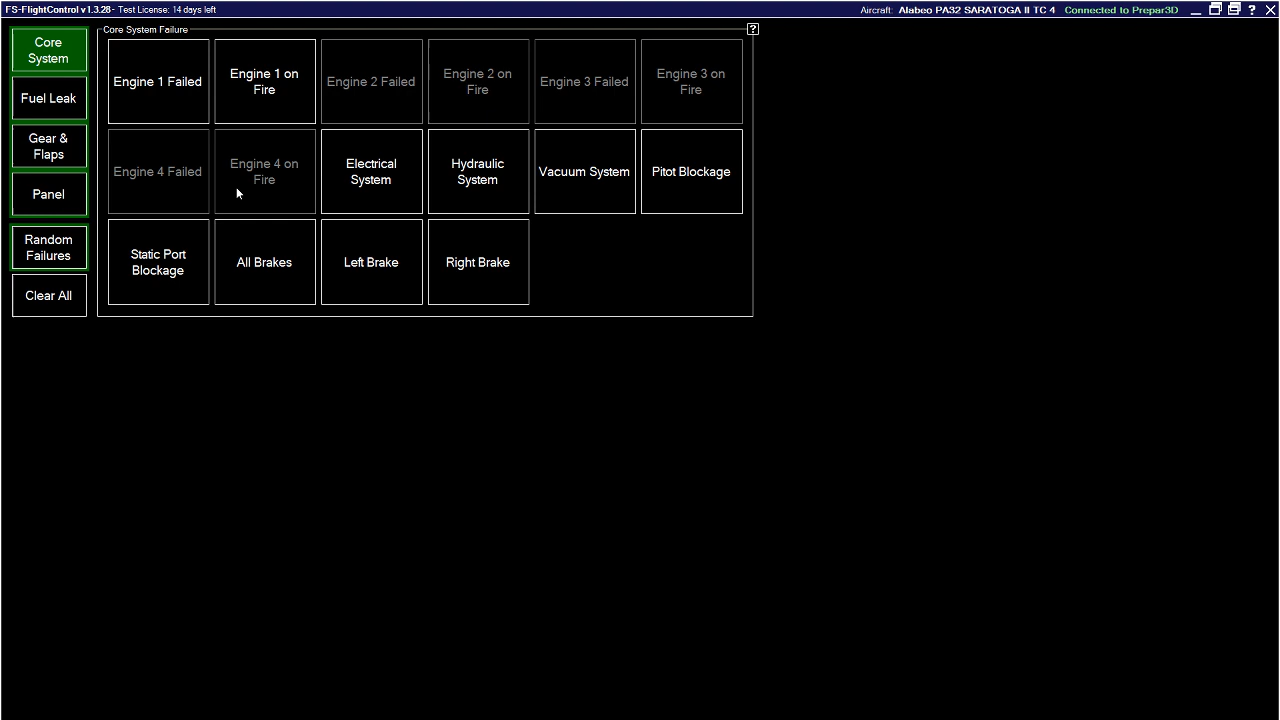 FS-FlightControl v1.3.28 - Test License: 14 days left
Aircraft: Alabeo PA32 SARATOGA II TC 4 Connected to Prepar3D ?
Core
System
Fuel Leak
Gear &
Flaps
Panel
Random
Failures
Clear All
Core System Failure
?
Engine 1 Failed
Engine 1 on
Fire
Engine 2 Failed
Engine 2 on
Fire
Engine 3 Failed
Engine 3 on
Fire
Engine 4 Failed
Engine 4 on
Fire
Electrical
System
Hydraulic
System
Vacuum System
Pitot Blockage
Static Port
Blockage
All Brakes
Left Brake
Right Brake